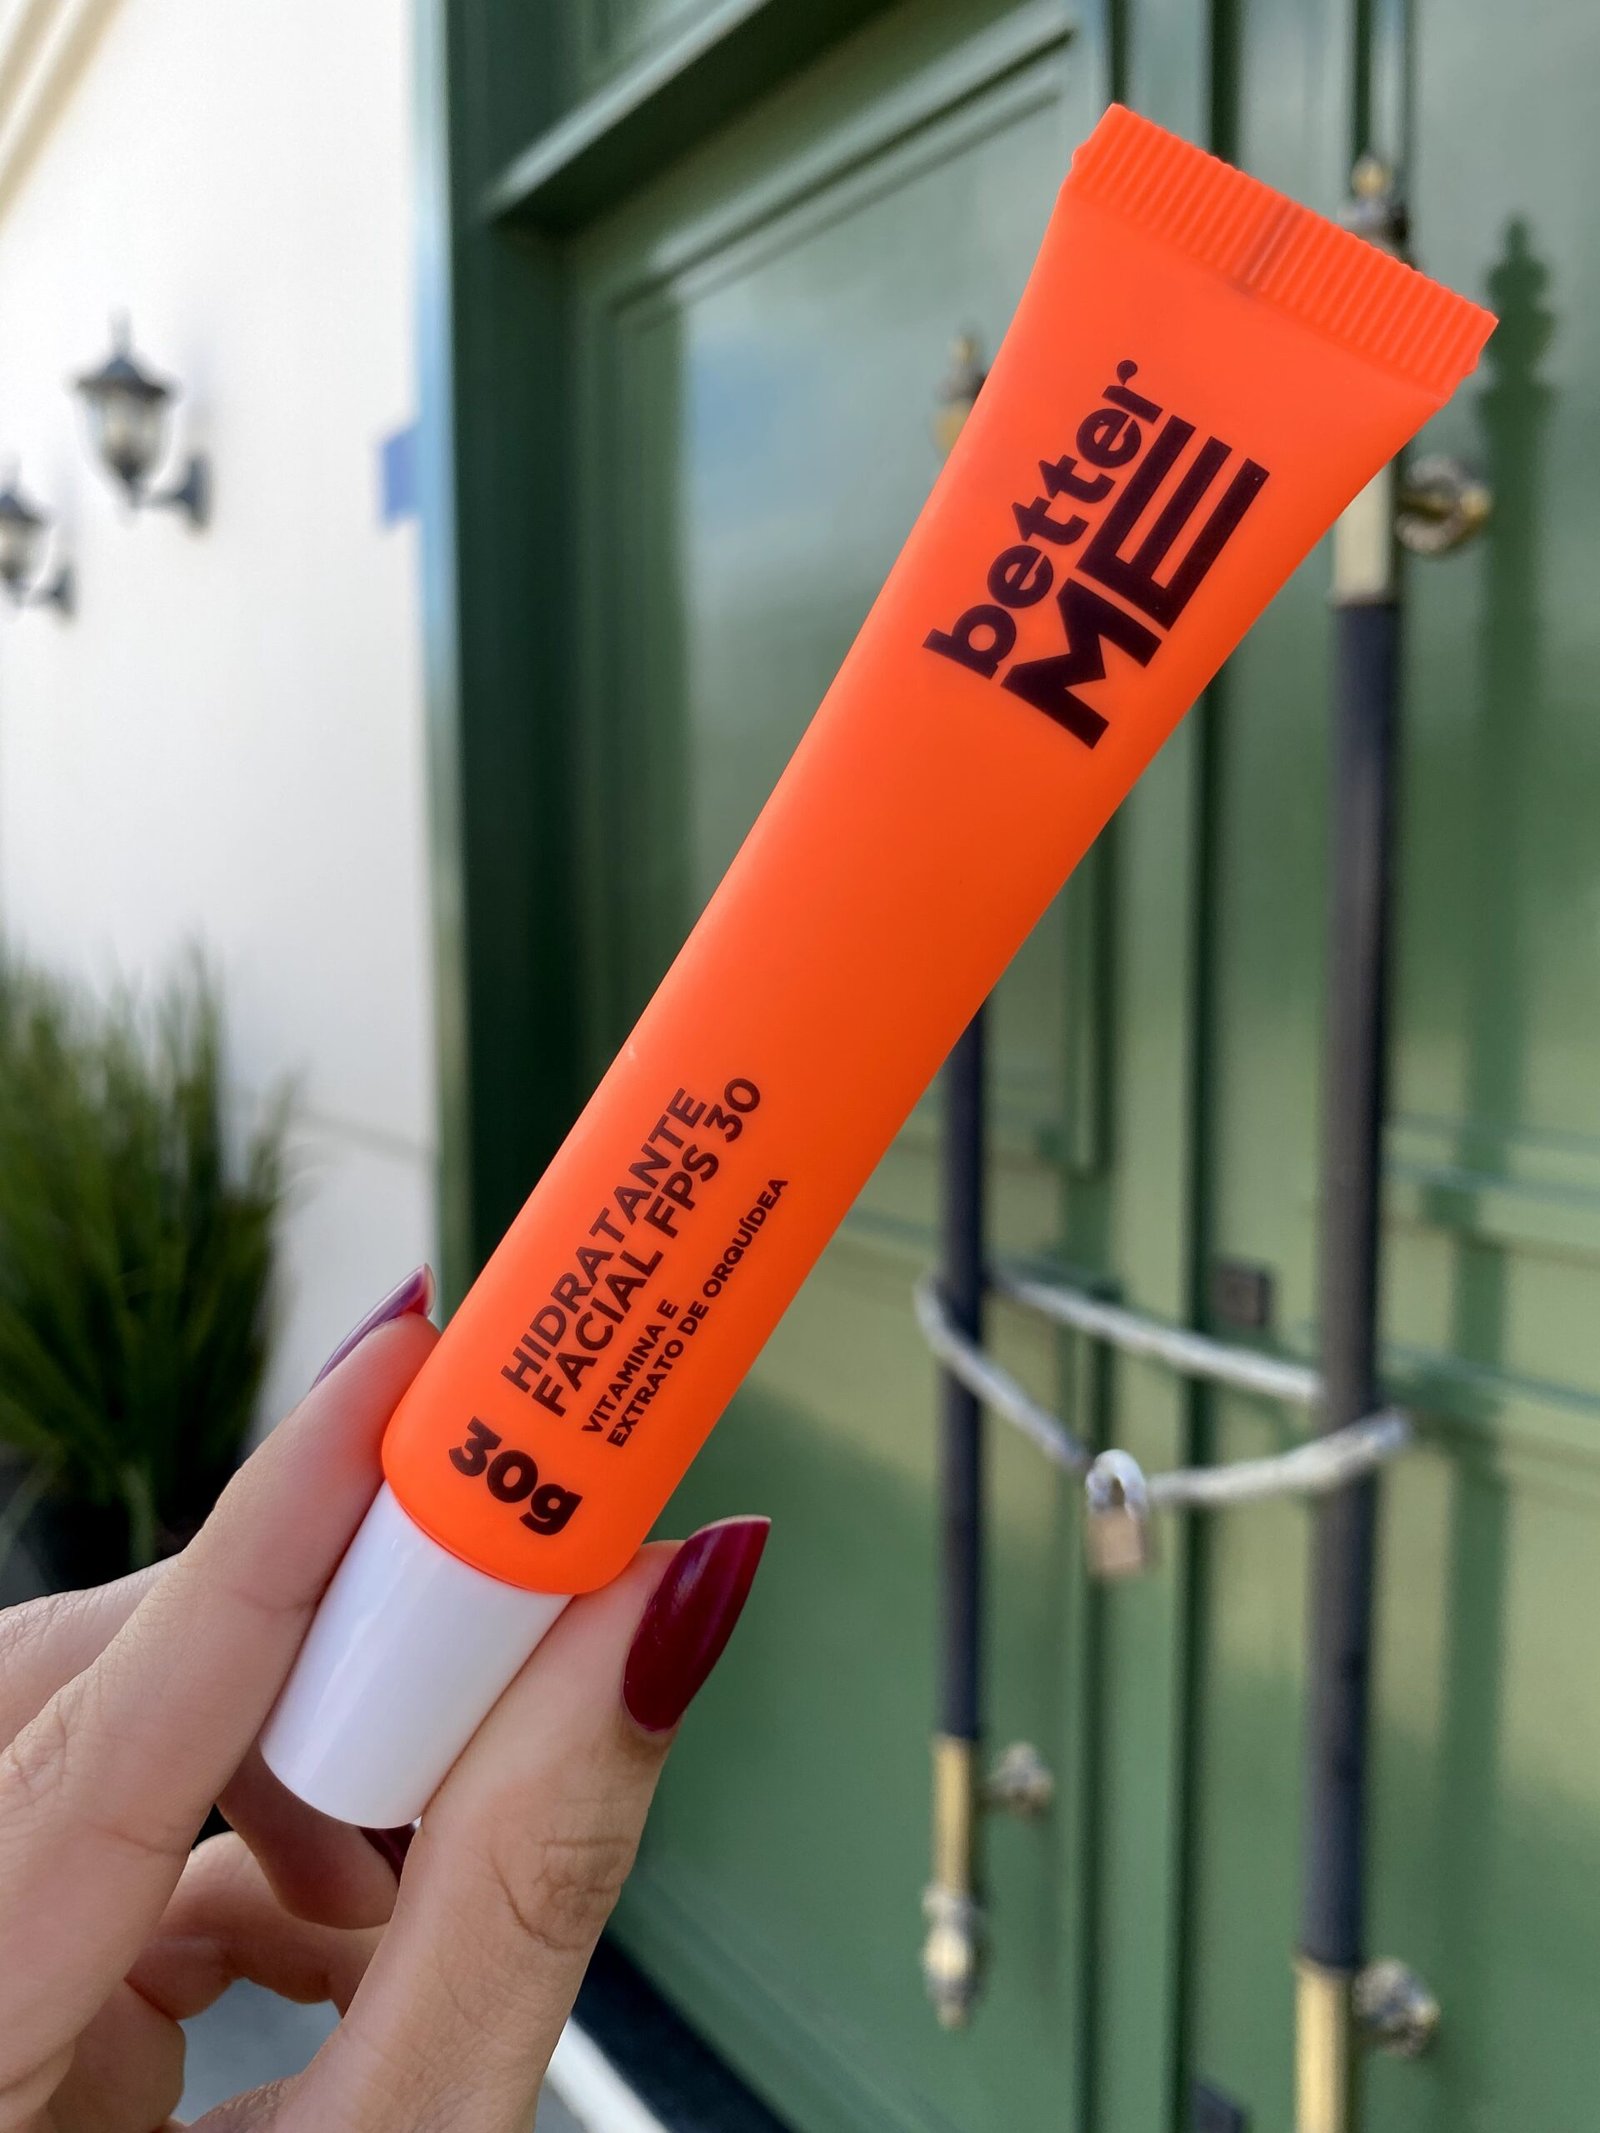 better
ME
HIDRATANTE
FACIAL FPS 30
VITAMINA E
EXTRATO DE ORQUÍDEA
30g